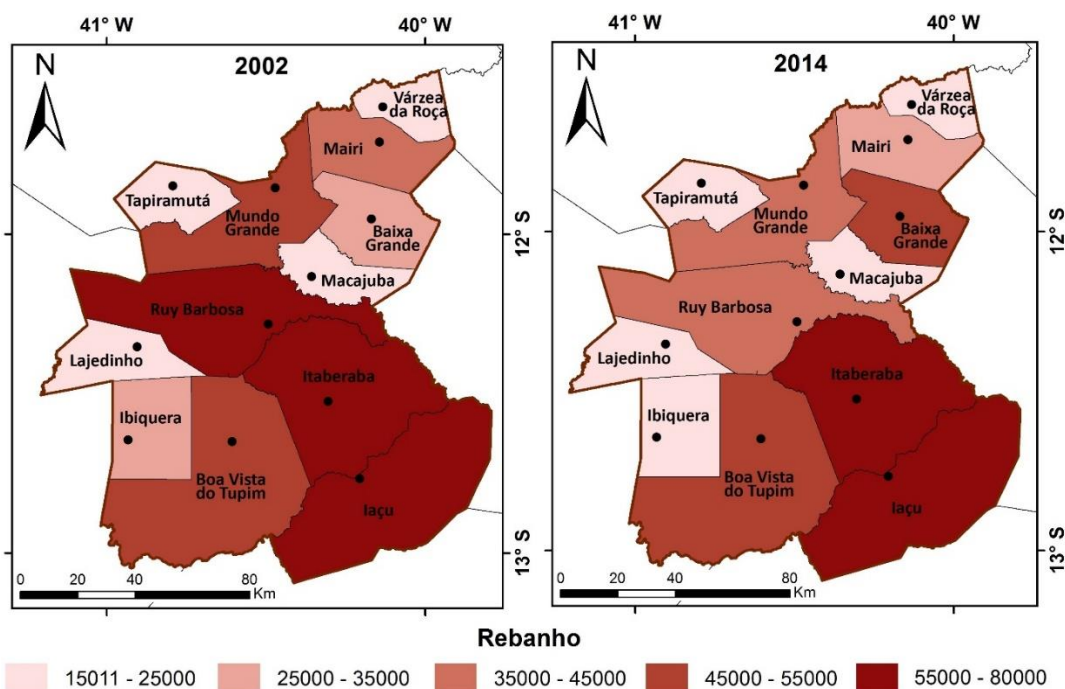 41° W
40° W
41° W
40° W
N
2002
Várzea
da Roça
Mairi
Tapiramutá
Mundo
Grande
Baixa
Grande
Macajuba
Ruy Barbosa
Lajedinho
Itaberaba
Ibiquera
Boa Vista
do Tupim
Iaçu
0 20 40 60 80
Km
12° S
13° S
N
2014
Várzea
da Roça
Mairi
Tapiramutá
Mundo
Grande
Baixa
Grande
Macajuba
Ruy Barbosa
Lajedinho
Itaberaba
Ibiquera
Boa Vista
do Tupim
Iaçu
0 20 40 60 80
Km
12° S
13° S
Rebanho
15011 - 25000
25000 - 35000
35000 - 45000
45000 - 55000
55000 - 80000